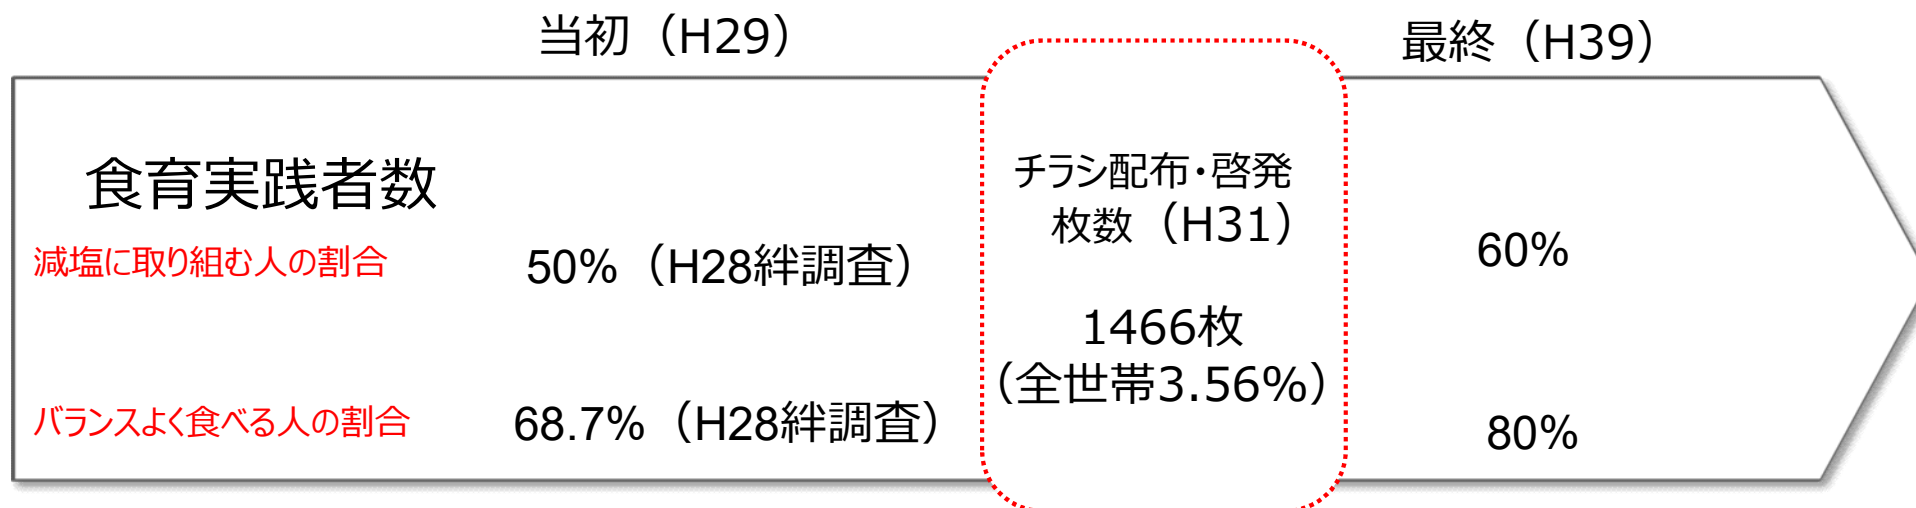 当初（H29）
最終（H39）
食育実践者数
チラシ配布・啓発
枚数（H31）
減塩に取り組む人の割合
50%（H28絆調査）
60%
1466枚
（全世帯3.56%）
バランスよく食べる人の割合
68.7%（H28絆調査）
80%